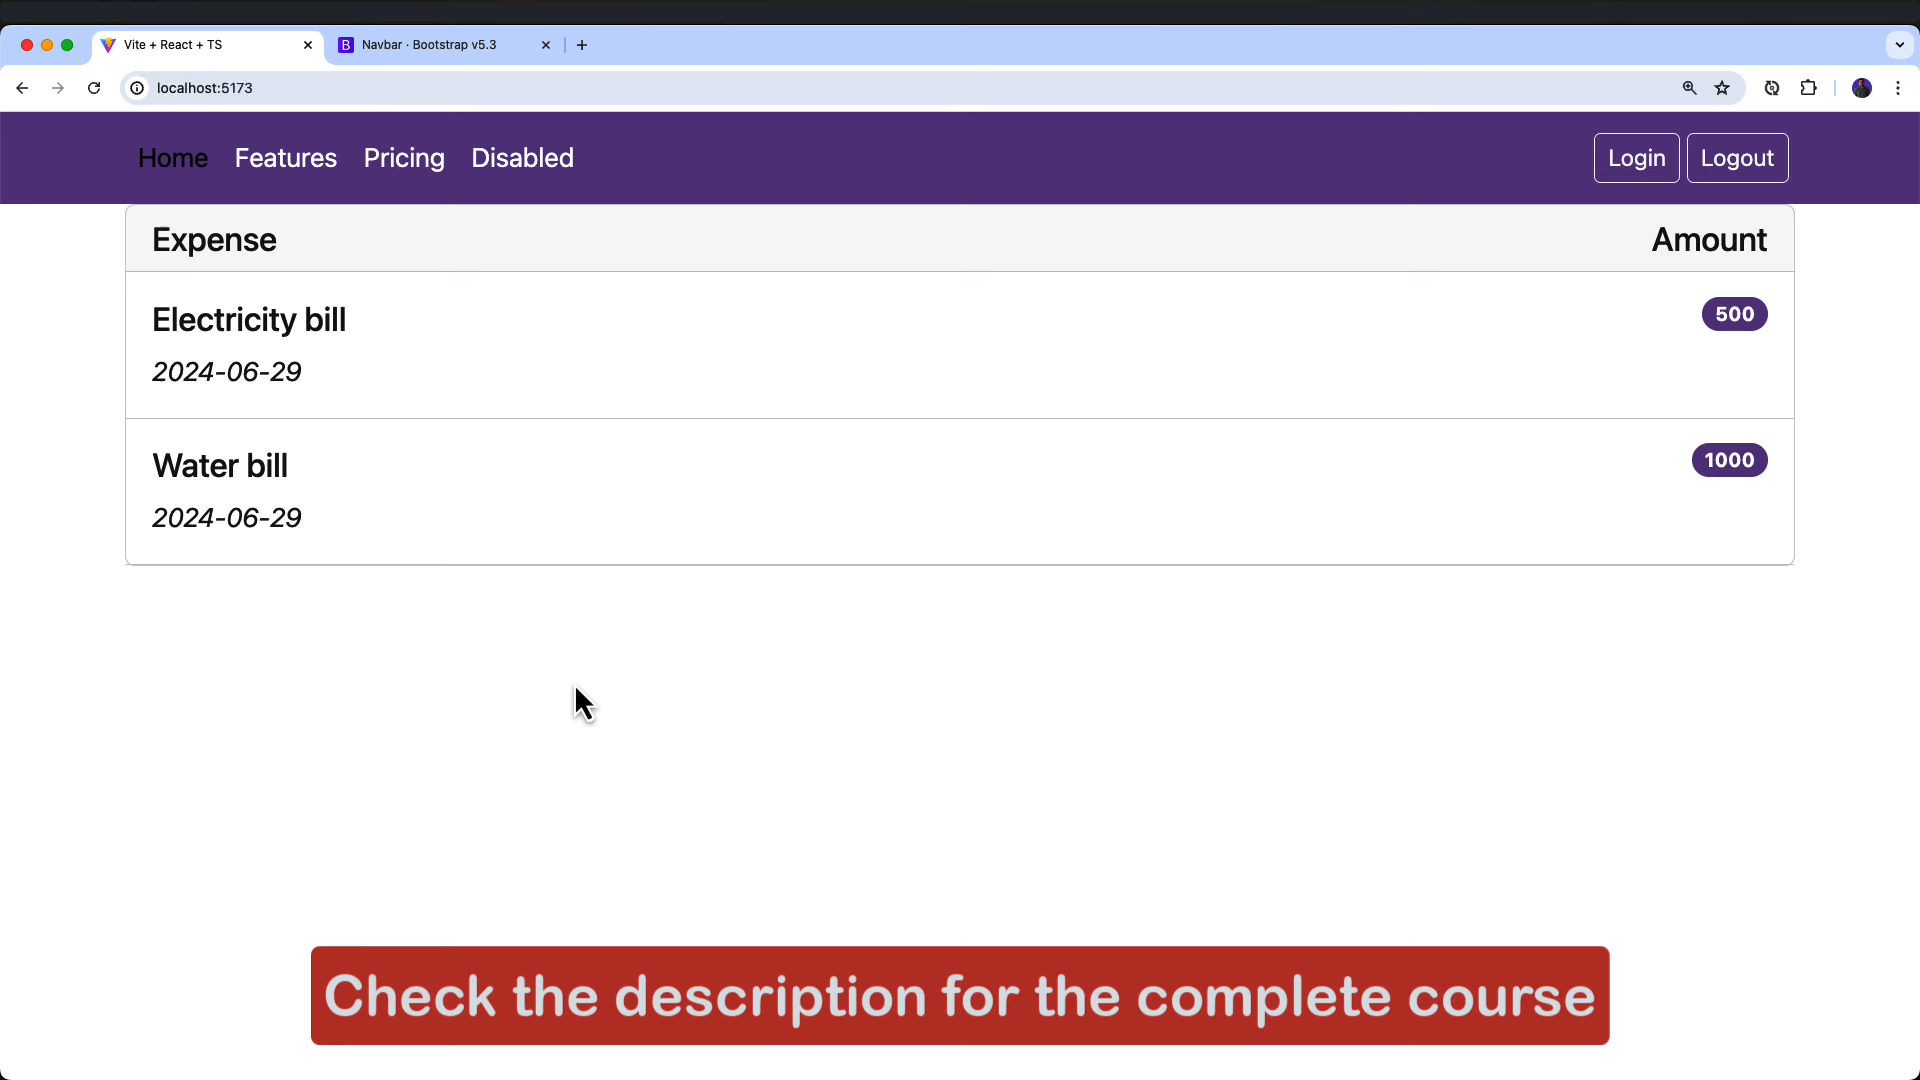 Vite + React + TS
Navbar · Bootstrap v5.3
localhost:5173
Home Features Pricing Disabled Login Logout
Expense Amount
Electricity bill 500
2024-06-29
Water bill 1000
2024-06-29
Check the description for the complete course